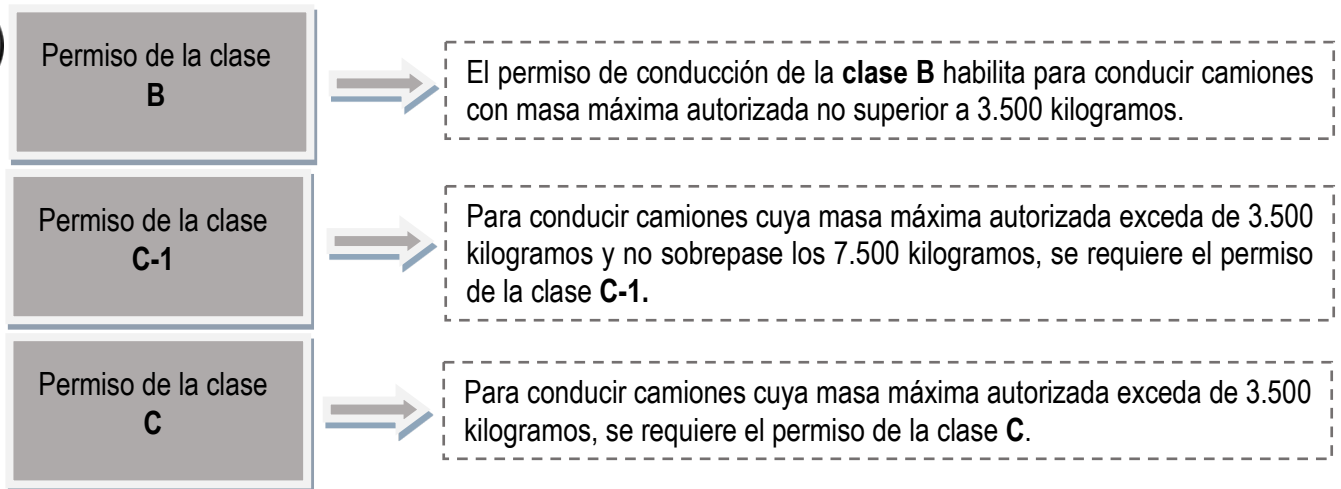 Permiso de la clase
B
El permiso de conducción de la clase B habilita para conducir camiones
con masa máxima autorizada no superior a 3.500 kilogramos.
Permiso de la clase
C-1
Para conducir camiones cuya masa máxima autorizada exceda de 3.500
kilogramos y no sobrepase los 7.500 kilogramos, se requiere el permiso
de la clase C-1.
Permiso de la clase
C
Para conducir camiones cuya masa máxima autorizada exceda de 3.500
kilogramos, se requiere el permiso de la clase C.